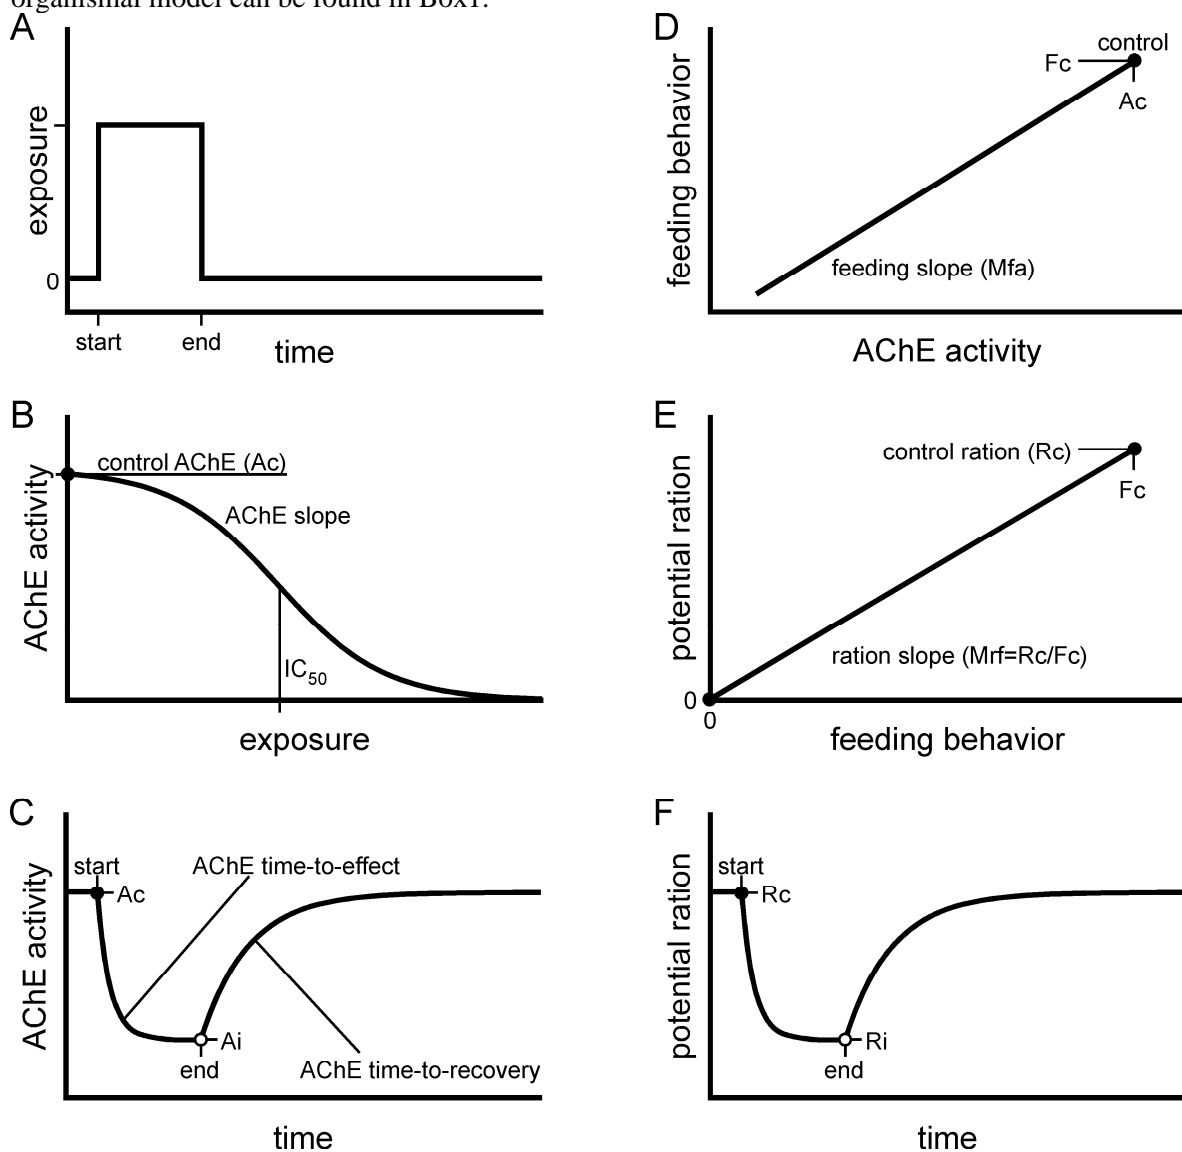 organismal model can be found in Box1.
A
exposure
0
start
end
time
B
AChE activity
control AChE (Ac)
AChE slope
IC50
exposure
C
AChE activity
start
Ac
AChE time-to-effect
Ai
end
AChE time-to-recovery
time
D
feeding behavior
control
Fc
Ac
feeding slope (Mfa)
AChE activity
E
potential ration
control ration (Rc)
Fc
ration slope (Mrf=Rc/Fc)
0
0
feeding behavior
F
potential ration
start
Rc
Ri
end
time